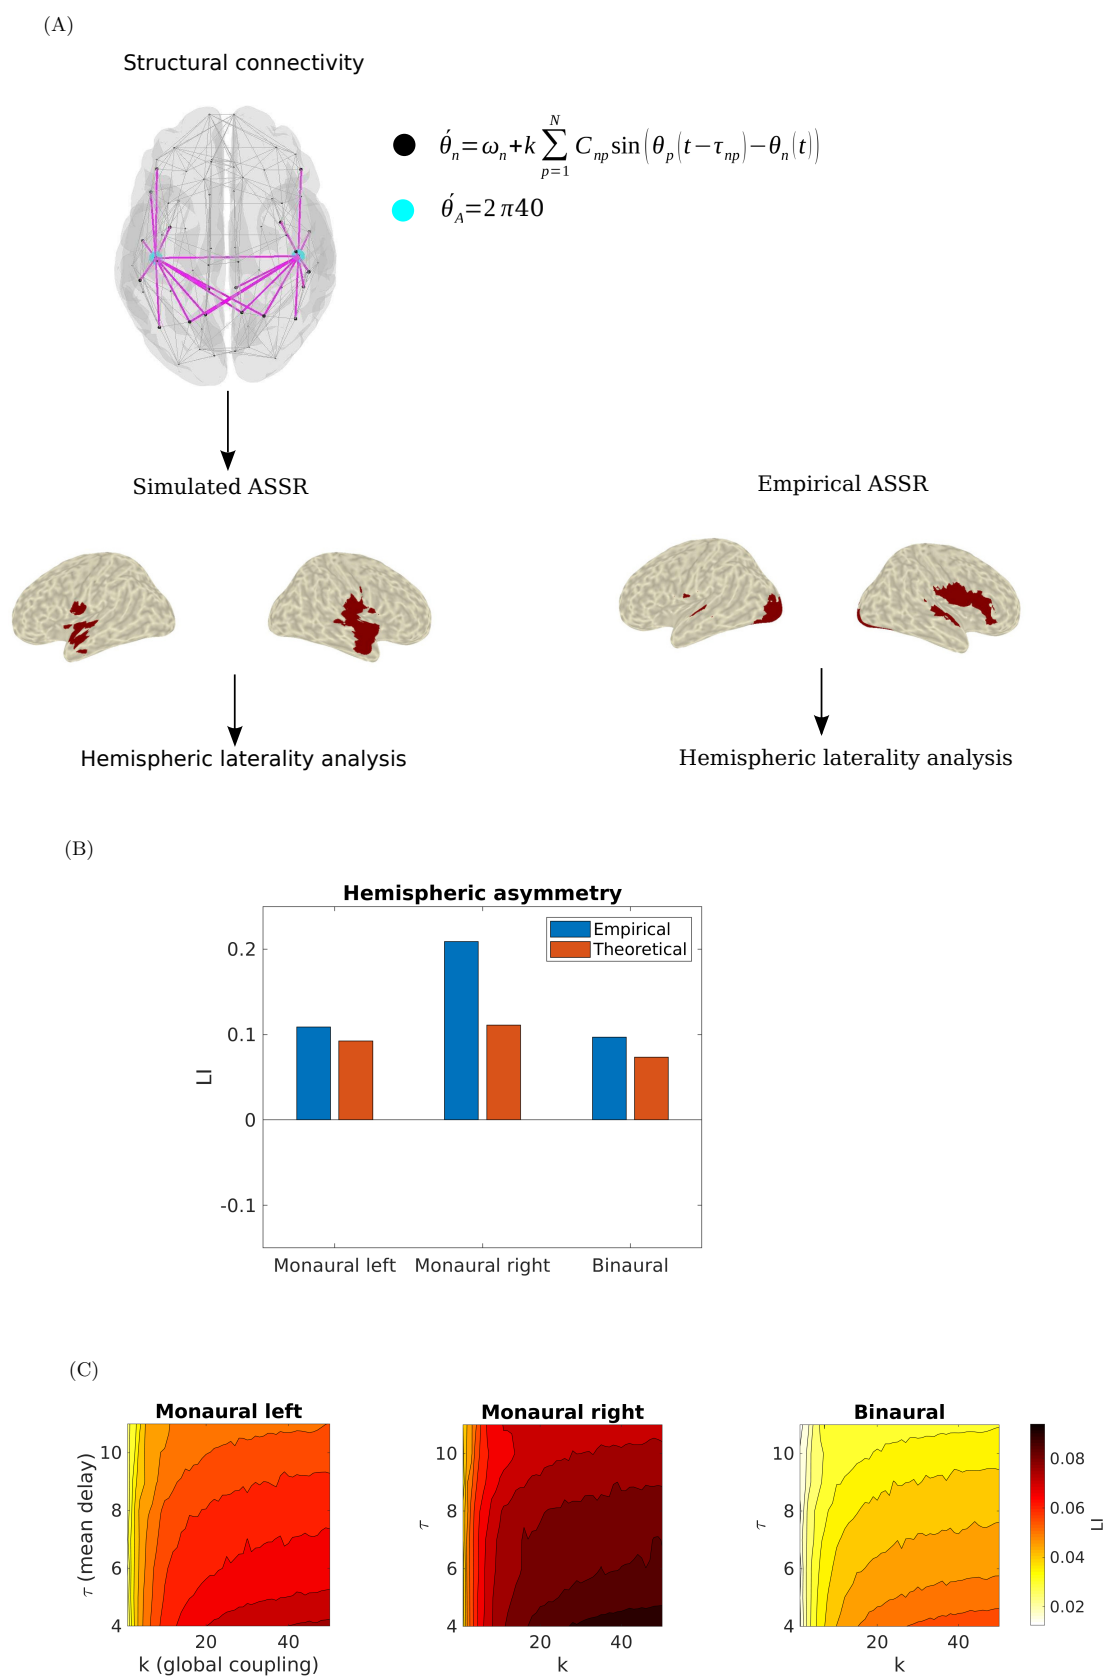 (A)
Structural connectivity
θ́ₙ=ωₙ+k∑ᴺₚ₌₁ Cₙₚ sin(θₚ(t−τₙₚ)−θₙ(t))
θ́_A=2π40
Simulated ASSR
Empirical ASSR
Hemispheric laterality analysis
Hemispheric laterality analysis
(B)
Hemispheric asymmetry
Empirical
Theoretical
0.2
0.1
0
-0.1
LI
Monaural left
Monaural right
Binaural
(C)
Monaural left
10
8
6
4
τ (mean delay)
20
40
k (global coupling)
Monaural right
10
8
6
4
τ
20
40
k
Binaural
10
8
6
4
τ
20
40
k
0.08
0.06
0.04
0.02
LI